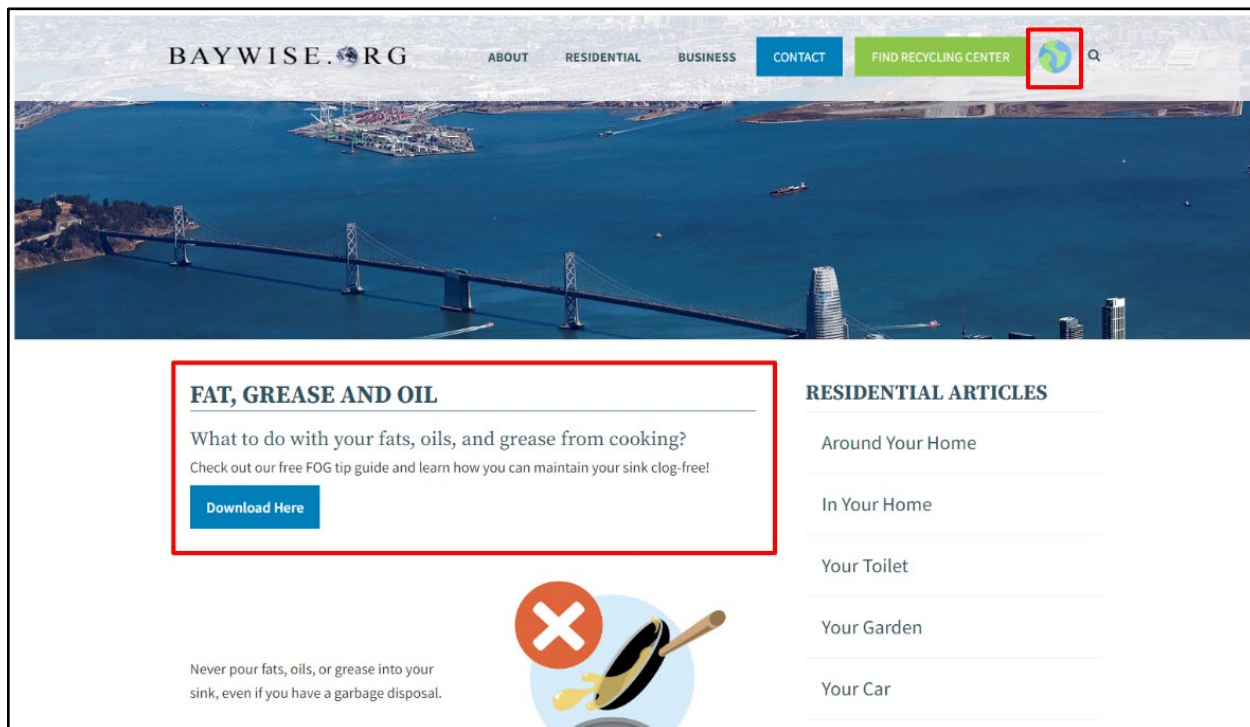 BAYWISE.ORG
ABOUT
RESIDENTIAL
BUSINESS
CONTACT
FIND RECYCLING CENTER
FAT, GREASE AND OIL
What to do with your fats, oils, and grease from cooking?
Check out our free FOG tip guide and learn how you can maintain your sink clog-free!
Download Here
Never pour fats, oils, or grease into your
sink, even if you have a garbage disposal.
RESIDENTIAL ARTICLES
Around Your Home
In Your Home
Your Toilet
Your Garden
Your Car